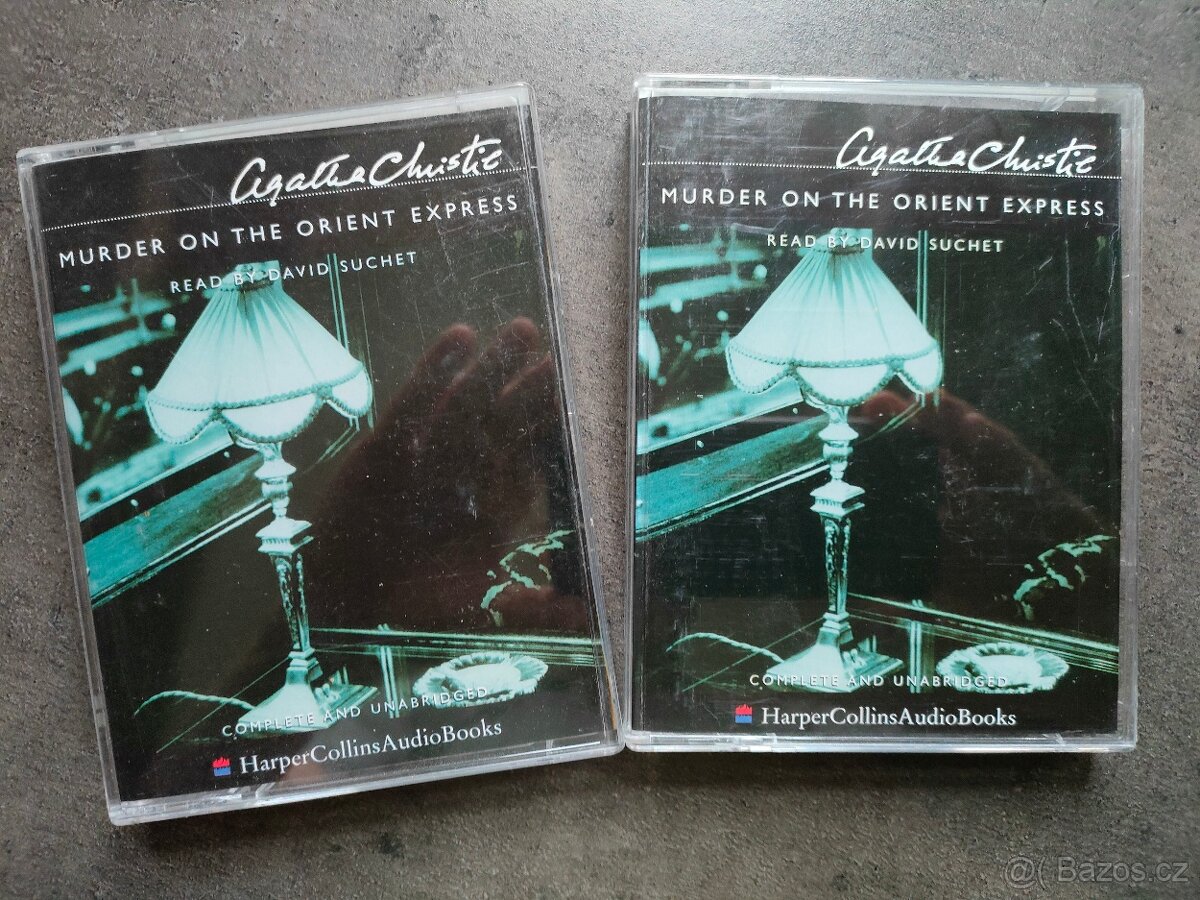 Agatha Christie
MURDER ON THE ORIENT EXPRESS
READ BY DAVID SUCHET
COMPLETE AND UNABRIDGED
HarperCollinsAudioBooks
Agatha Christie
MURDER ON THE ORIENT EXPRESS
READ BY DAVID SUCHET
COMPLETE AND UNABRIDGED
HarperCollinsAudioBooks
@( Bazos.cz